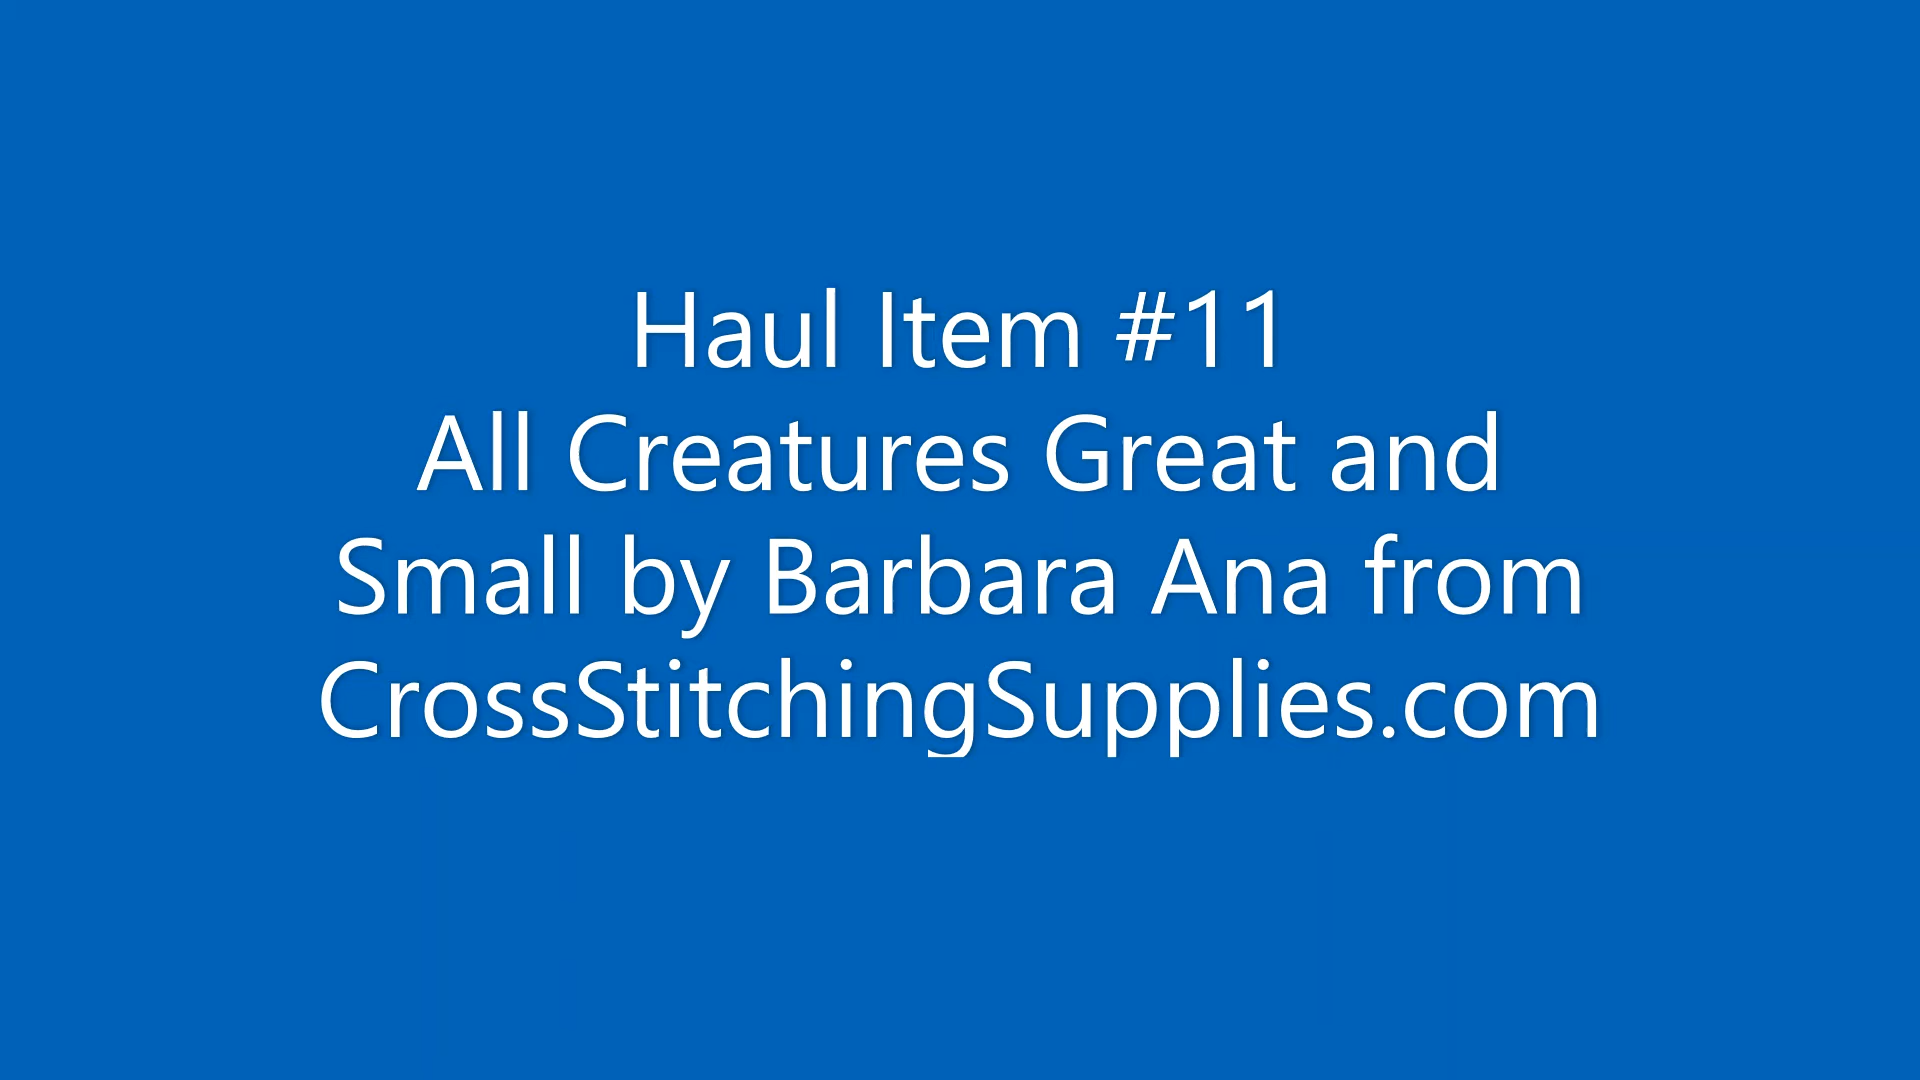 Haul Item #11
All Creatures Great and
Small by Barbara Ana from
CrossStitchingSupplies.com